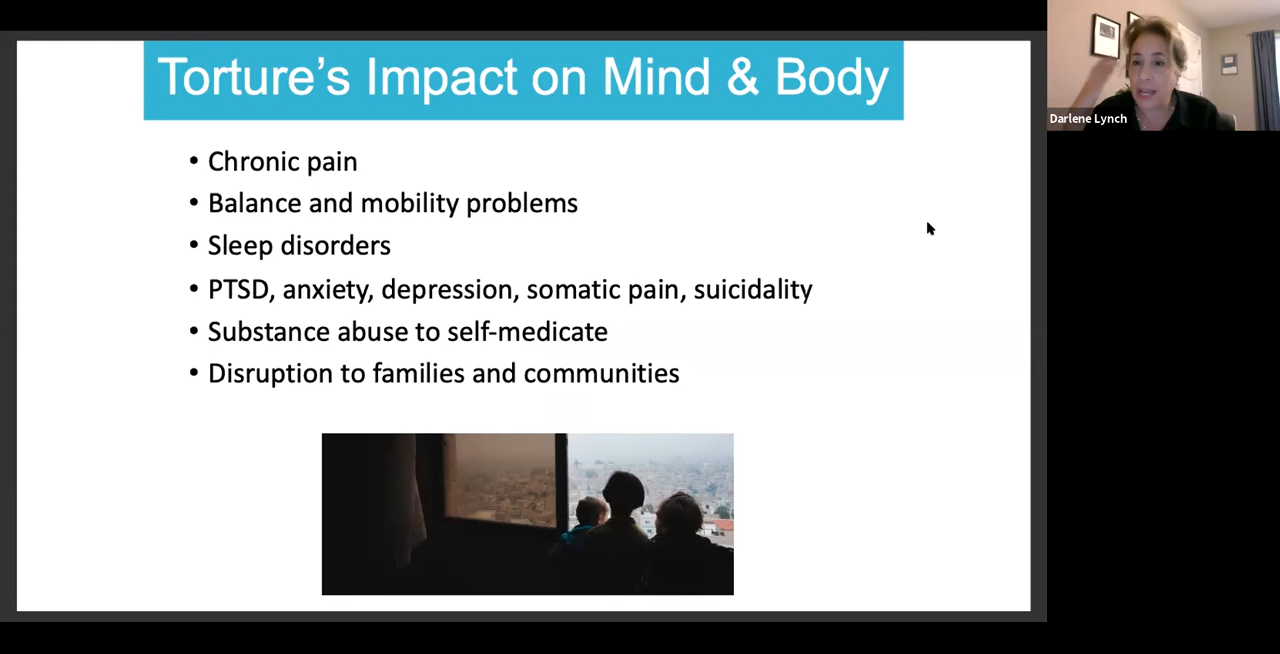 Torture’s Impact on Mind & Body
• Chronic pain
• Balance and mobility problems
• Sleep disorders
• PTSD, anxiety, depression, somatic pain, suicidality
• Substance abuse to self-medicate
• Disruption to families and communities
Darlene Lynch